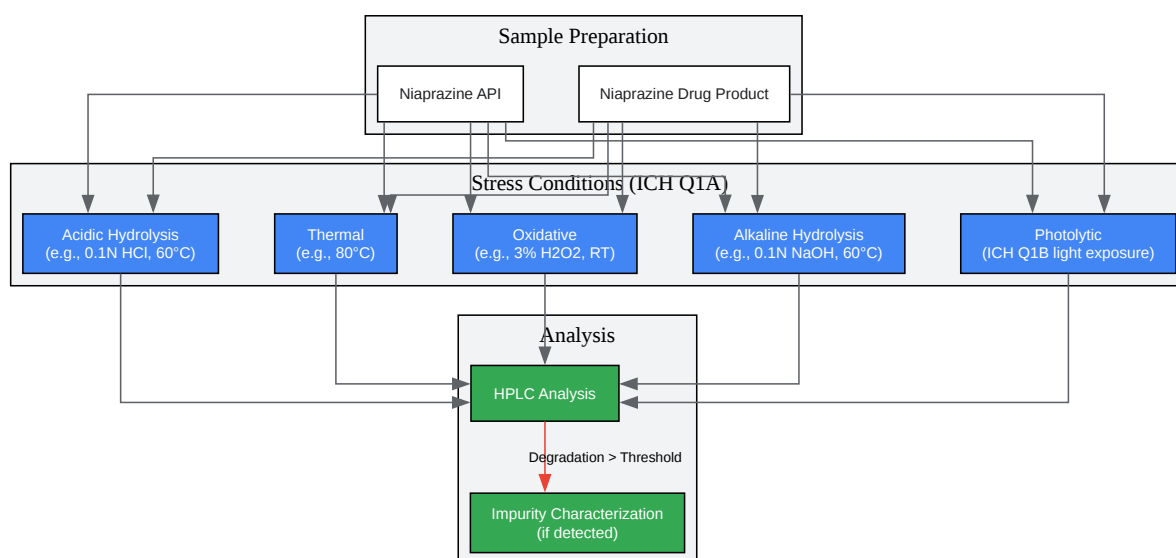 Sample Preparation
Niaprazine API
Niaprazine Drug Product
Stress Conditions (ICH Q1A)
Acidic Hydrolysis
(e.g., 0.1N HCl, 60°C)
Thermal
(e.g., 80°C)
Oxidative
(e.g., 3% H2O2, RT)
Alkaline Hydrolysis
(e.g., 0.1N NaOH, 60°C)
Photolytic
(ICH Q1B light exposure)
Analysis
HPLC Analysis
Degradation > Threshold
Impurity Characterization
(if detected)